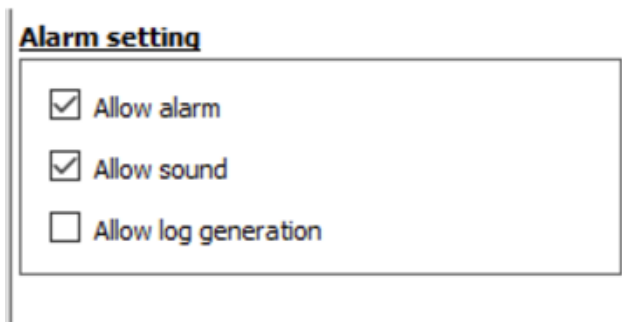 Alarm setting
Allow alarm
Allow sound
Allow log generation